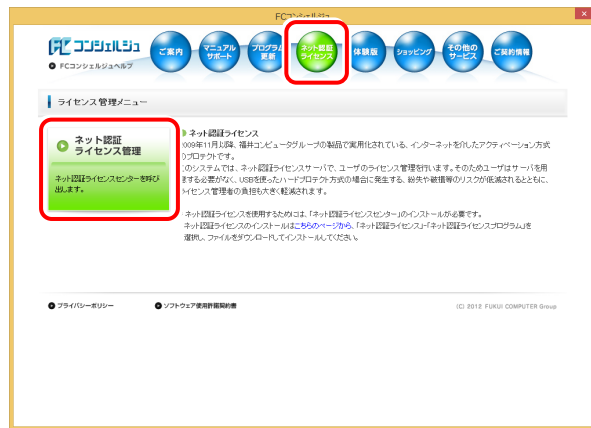 FCコンシェルジュ
FCコンシェルジュ
FCコンシェルジュヘルプ
ご案内
マニュアル
サポート
プログラム
更新
ネット認証
ライセンス
体験版
ショッピング
その他の
サービス
ご契約情報
ライセンス管理メニュー
ネット認証
ライセンス管理
ネット認証ライセンスセンターを呼び
出します。
ネット認証ライセンス
2009年11月以降、福井コンピュータグループの製品で実用化されている、インターネットを介したアクティベーション方式
のプロテクトです。
このシステムでは、ネット認証ライセンスサーバで、ユーザのライセンス管理を行います。そのためユーザはサーバを用
意する必要がなく、USBを使ったハードプロテクト方式の場合に発生する、紛失や破損等のリスクが低減されるとともに、
ライセンス管理者の負担も大きく軽減されます。
ネット認証ライセンスを使用するためには、「ネット認証ライセンスセンター」のインストールが必要です。
ネット認証ライセンスのインストールはこちらのページから、「ネット認証ライセンス」-「ネット認証ライセンスプログラム」を
選択し、ファイルをダウンロードしてインストールしてください。
プライバシーポリシー
ソフトウェア使用許諾契約書
(C) 2012 FUKUI COMPUTER Group